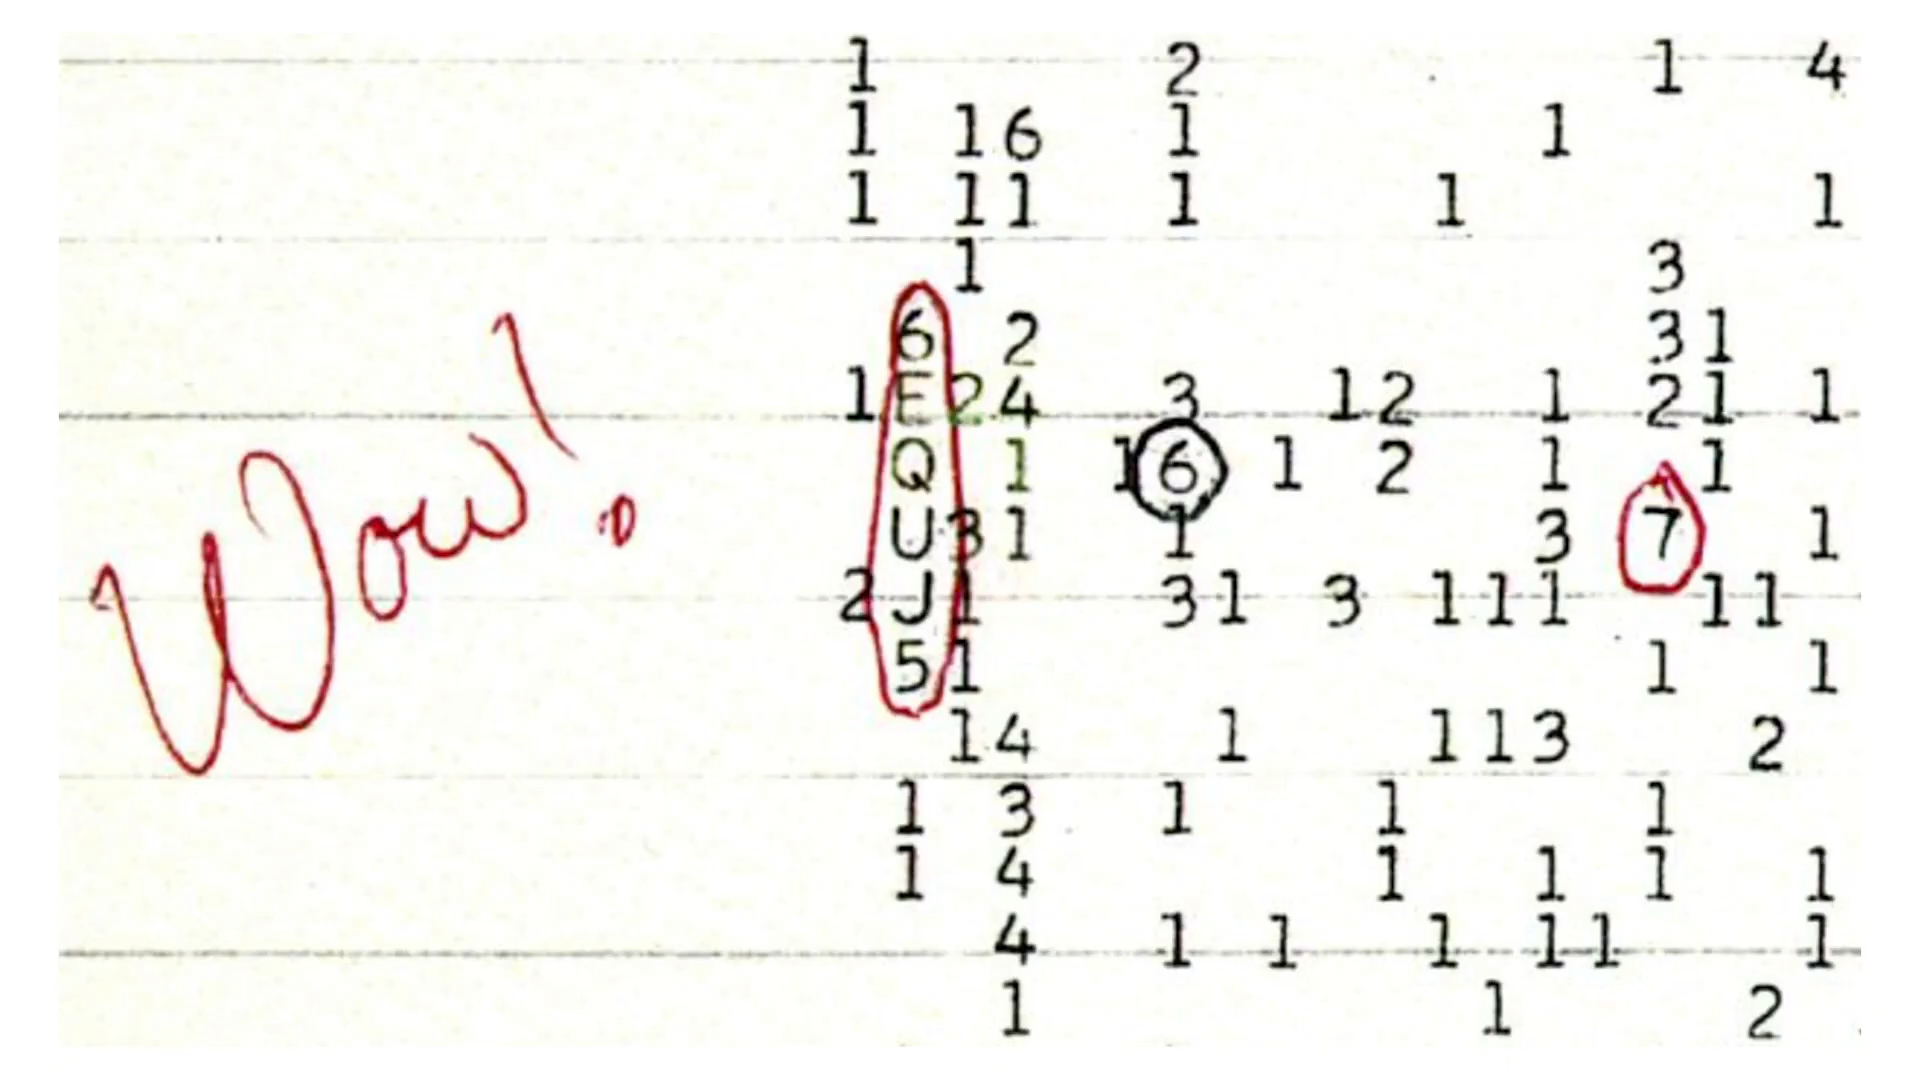 Wow!
1 2 1 4
1 16 1 1
1 11 1 1 1
1 3
6 2 31
1E24 3 12 1 21 1
Q 1 16 1 2 1 1
U31 1 3 7 1
2J1 31 3 111 11
51 1 1
14 1 113 2
1 3 1 1 1
1 4 1 1 1 1
4 1 1 1 11 1
1 1 2